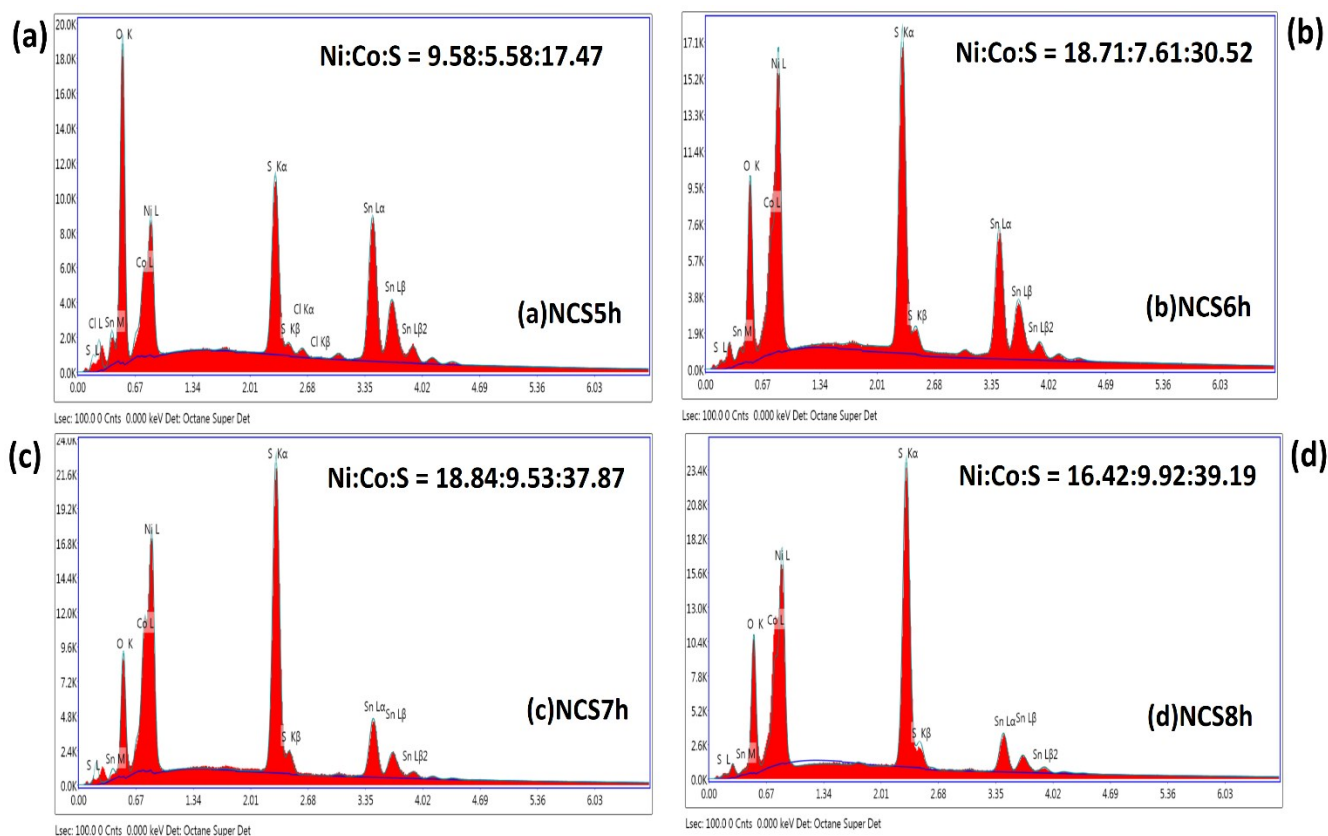 (a)
20.0K
18.0K
16.0K
14.0K
12.0K
10.0K
8.0K
6.0K
4.0K
2.0K
0.0K
O K
Ni:Co:S = 9.58:5.58:17.47
S Kα
Ni L
Sn Lα
Co L
Sn Lβ
(a)NCS5h
Cl Kα
Cl L
Sn M
S Kβ
Sn Lβ2
Cl Kβ
S L
0.00 0.67 1.34 2.01 2.68 3.35 4.02 4.69 5.36 6.03
Lsec: 100.0 0 Cnts 0.000 keV Det: Octane Super Det
(b)
17.1K
15.2K
13.3K
11.4K
9.5K
7.6K
5.7K
3.8K
1.9K
0.0K
S Kα
Ni:Co:S = 18.71:7.61:30.52
Ni L
O K
Co L
Sn Lα
Sn Lβ
(b)NCS6h
S Kβ
Sn Lβ2
Sn M
S L
0.00 0.67 1.34 2.01 2.68 3.35 4.02 4.69 5.36 6.03
Lsec: 100.0 0 Cnts 0.000 keV Det: Octane Super Det
(c)
24.0K
21.6K
19.2K
16.8K
14.4K
12.0K
9.6K
7.2K
4.8K
2.4K
0.0K
S Kα
Ni:Co:S = 18.84:9.53:37.87
Ni L
Co L
O K
Sn Lα
Sn Lβ
(c)NCS7h
S Kβ
Sn Lβ2
Sn M
S L
0.00 0.67 1.34 2.01 2.68 3.35 4.02 4.69 5.36 6.03
Lsec: 100.0 0 Cnts 0.000 keV Det: Octane Super Det
(d)
23.4K
20.8K
18.2K
15.6K
13.0K
10.4K
7.8K
5.2K
2.6K
0.0K
S Kα
Ni:Co:S = 16.42:9.92:39.19
Ni L
O K
Co L
Sn Lα
Sn Lβ
(d)NCS8h
S Kβ
Sn Lβ2
Sn M
S L
0.00 0.67 1.34 2.01 2.68 3.35 4.02 4.69 5.36 6.03
Lsec: 100.0 0 Cnts 0.000 keV Det: Octane Super Det